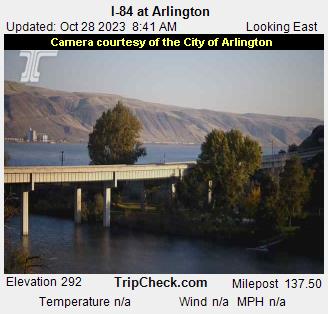 I-84 at Arlington
Updated: Oct 28 2023 8:41 AM Looking East
Camera courtesy of the City of Arlington
Elevation 292 TripCheck.com Milepost 137.50
Temperature n/a Wind n/a MPH n/a